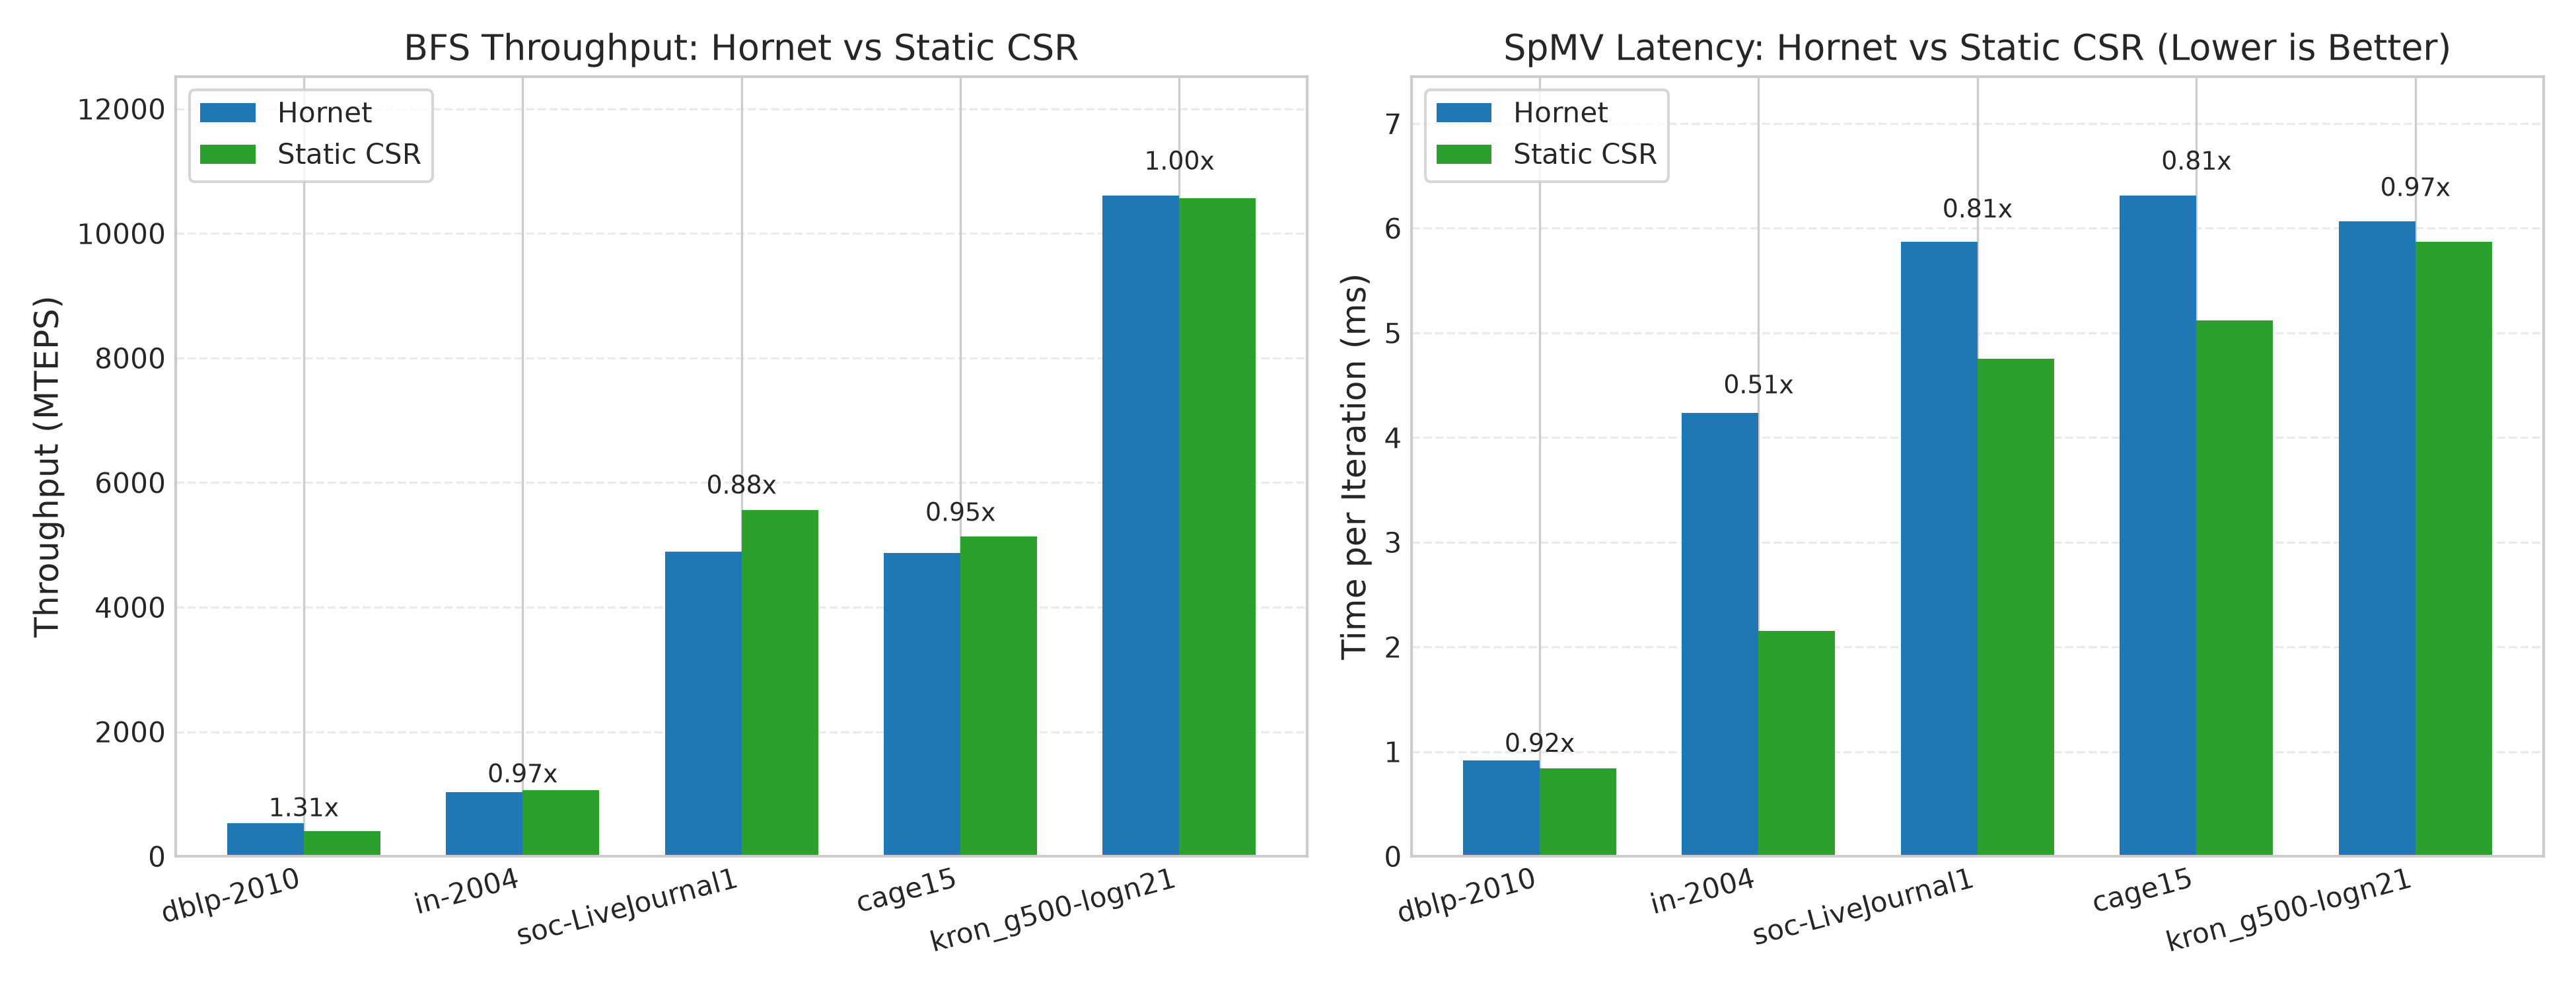 BFS Throughput: Hornet vs Static CSR
Throughput (MTEPS)
12000
10000
8000
6000
4000
2000
0
Hornet
Static CSR
1.31x
0.97x
0.88x
0.95x
1.00x
dblp-2010
in-2004
soc-LiveJournal1
cage15
kron_g500-logn21
SpMV Latency: Hornet vs Static CSR (Lower is Better)
Time per Iteration (ms)
7
6
5
4
3
2
1
0
Hornet
Static CSR
0.92x
0.51x
0.81x
0.81x
0.97x
dblp-2010
in-2004
soc-LiveJournal1
cage15
kron_g500-logn21